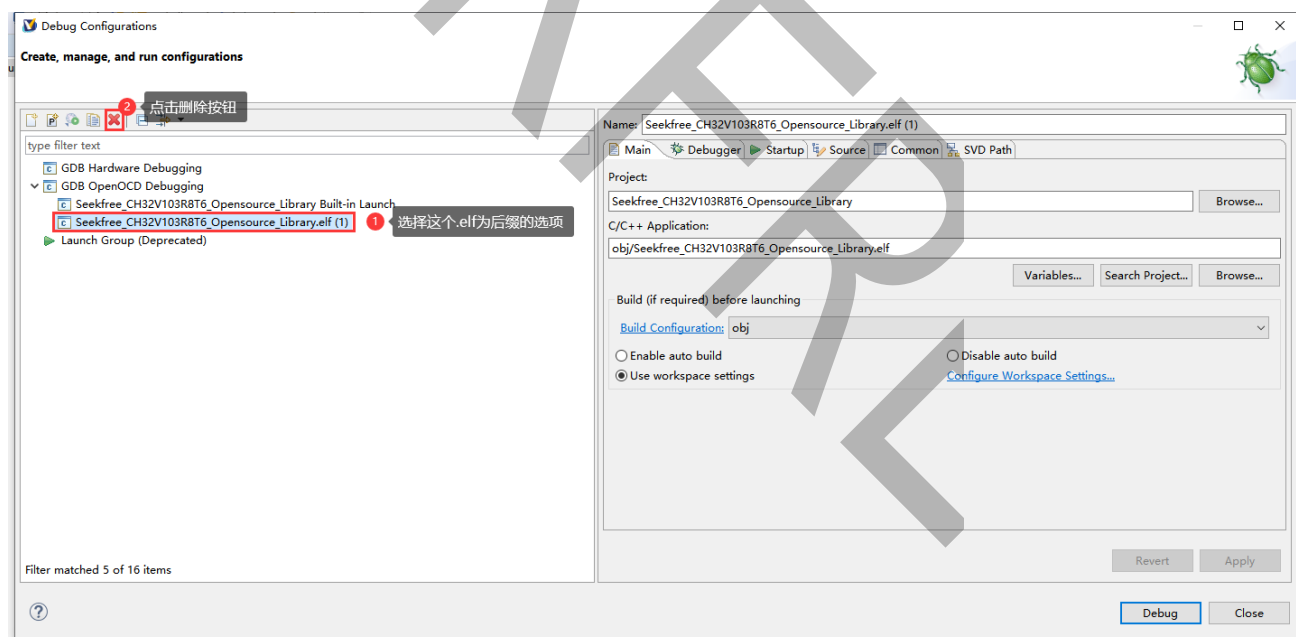 Debug Configurations
Create, manage, and run configurations
2 点击删除按钮
type filter text
GDB Hardware Debugging
GDB OpenOCD Debugging
Seekfree_CH32V103R8T6_Opensource_Library Built-in Launch
Seekfree_CH32V103R8T6_Opensource_Library.elf (1)
1 选择这个.elf为后缀的选项
Launch Group (Deprecated)
Filter matched 5 of 16 items
Name: Seekfree_CH32V103R8T6_Opensource_Library.elf (1)
Main Debugger Startup Source Common SVD Path
Project:
Seekfree_CH32V103R8T6_Opensource_Library Browse...
C/C++ Application:
obj/Seekfree_CH32V103R8T6_Opensource_Library.elf
Variables... Search Project... Browse...
Build (if required) before launching
Build Configuration: obj
Enable auto build Disable auto build
Use workspace settings Configure Workspace Settings...
Revert Apply
Debug Close